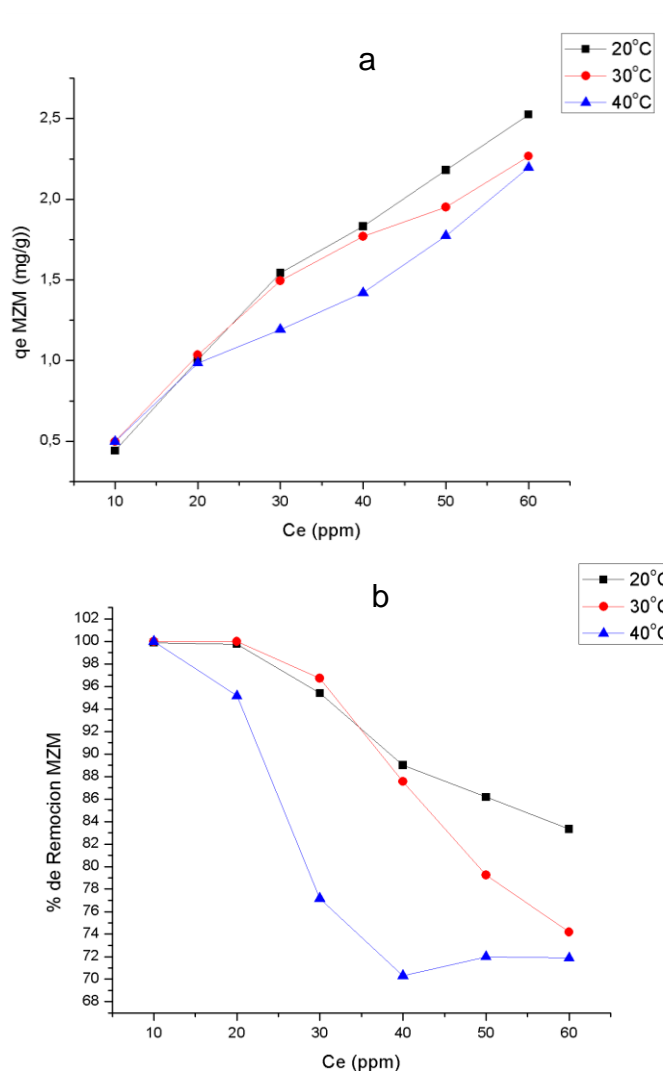 a
20°C
30°C
40°C
2,5
2,0
1,5
1,0
0,5
qe MZM (mg/g))
10 20 30 40 50 60
Ce (ppm)
b
20°C
30°C
40°C
102
100
98
96
94
92
90
88
86
84
82
80
78
76
74
72
70
68
% de Remocion MZM
10 20 30 40 50 60
Ce (ppm)